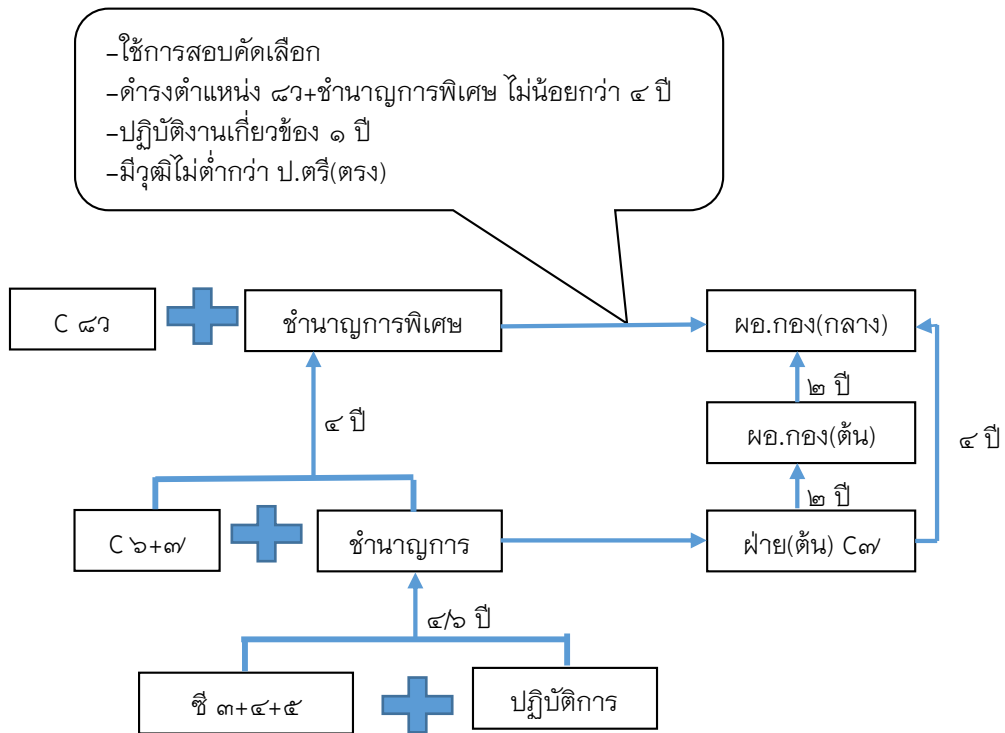 -ใช้การสอบคัดเลือก
-ดำรงตำแหน่ง ๘ว+ชำนาญการพิเศษ ไม่น้อยกว่า ๔ ปี
-ปฏิบัติงานเกี่ยวข้อง ๑ ปี
-มีวุฒิไม่ต่ำกว่า ป.ตรี(ตรง)
C ๘ว
ชำนาญการพิเศษ
ผอ.กอง(กลาง)
๒ ปี
๔ ปี
ผอ.กอง(ต้น)
๔ ปี
๒ ปี
C ๖+๗
ชำนาญการ
ฝ่าย(ต้น) C๗
๔/๖ ปี
ซี ๓+๔+๕
ปฏิบัติการ